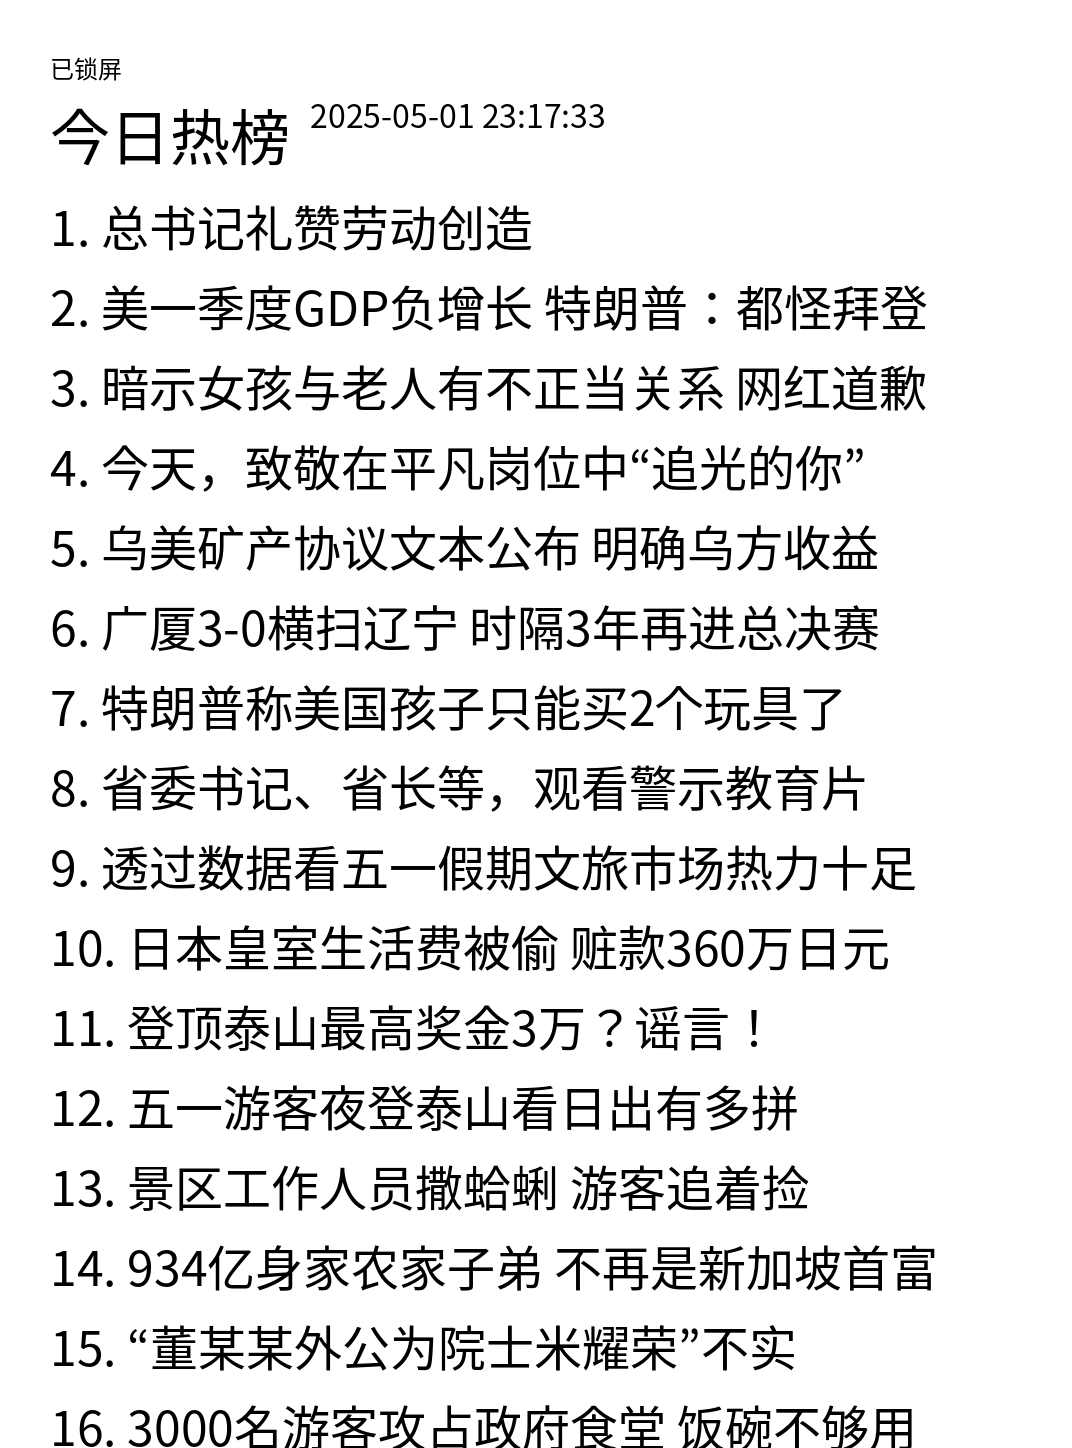 已锁屏
今日热榜 2025-05-01 23:17:33
1. 总书记礼赞劳动创造
2. 美一季度GDP负增长 特朗普：都怪拜登
3. 暗示女孩与老人有不正当关系 网红道歉
4. 今天，致敬在平凡岗位中“追光的你”
5. 乌美矿产协议文本公布 明确乌方收益
6. 广厦3-0横扫辽宁 时隔3年再进总决赛
7. 特朗普称美国孩子只能买2个玩具了
8. 省委书记、省长等，观看警示教育片
9. 透过数据看五一假期文旅市场热力十足
10. 日本皇室生活费被偷 赃款360万日元
11. 登顶泰山最高奖金3万？谣言！
12. 五一游客夜登泰山看日出有多拼
13. 景区工作人员撒蛤蜊 游客追着捡
14. 934亿身家农家子弟 不再是新加坡首富
15. “董某某外公为院士米耀荣”不实
16. 3000名游客攻占政府食堂 饭碗不够用